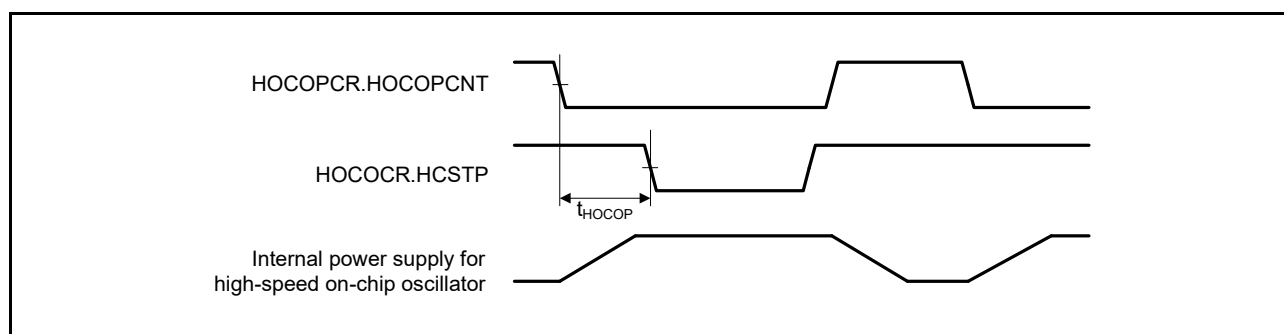 HOCOPCR.HOCOPCNT
HOCOCR.HCSTP
tHOCOP
Internal power supply for
high-speed on-chip oscillator